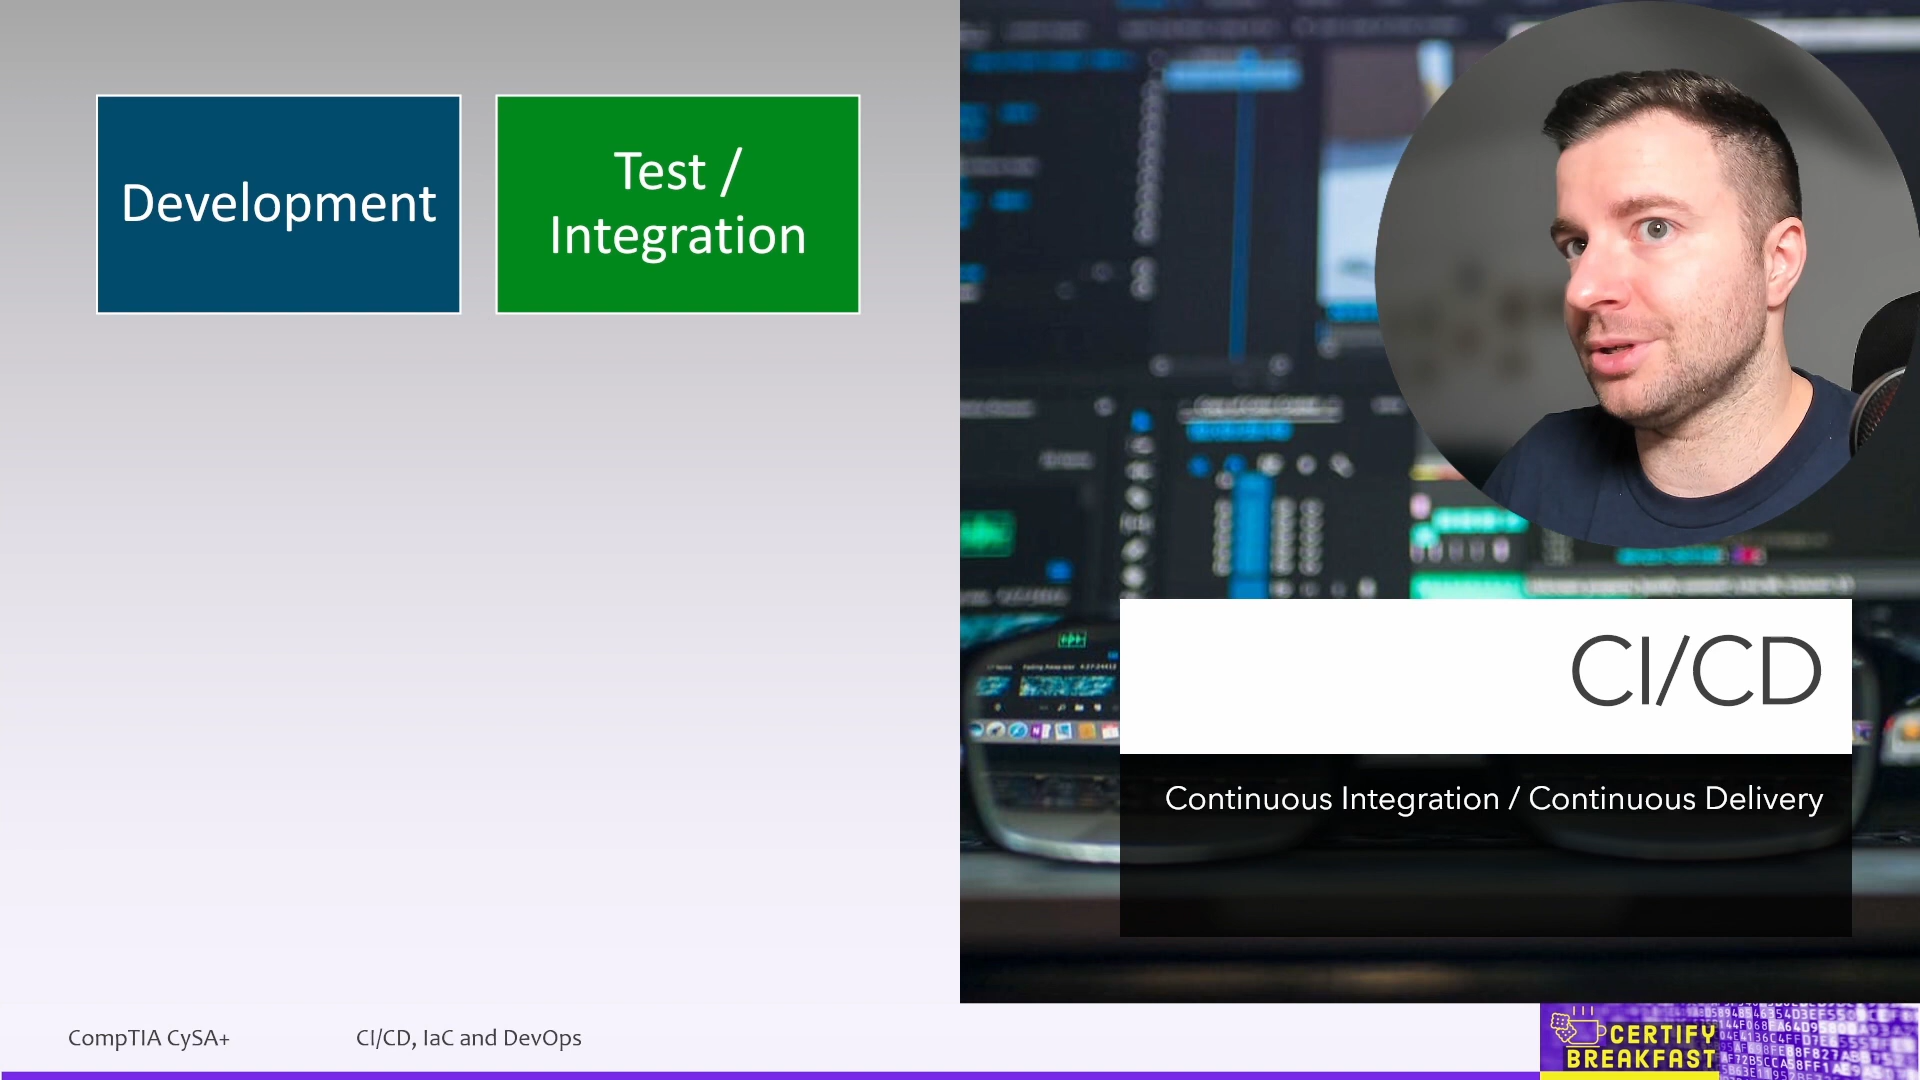 Development
Test /
Integration
CI/CD
Continuous Integration / Continuous Delivery
CompTIA CySA+
CI/CD, IaC and DevOps
CERTIFY
BREAKFAST